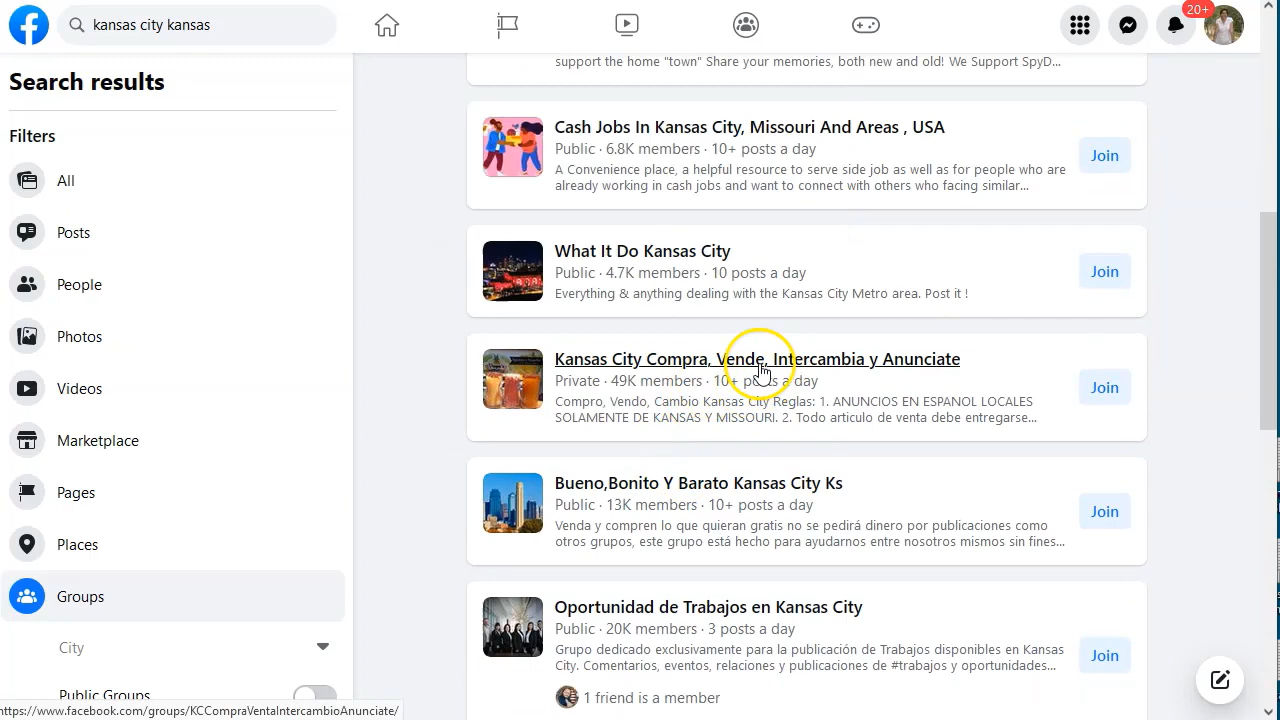 kansas city kansas
20+
Search results
Filters
All
Posts
People
Photos
Videos
Marketplace
Pages
Places
Groups
City
Public Groups
https://www.facebook.com/groups/KCCompraVentaIntercambioAnunciate/
support the home "town" Share your memories, both new and old! We Support SpyD...
Cash Jobs In Kansas City, Missouri And Areas , USA
Public · 6.8K members · 10+ posts a day
A Convenience place, a helpful resource to serve side job as well as for people who are
already working in cash jobs and want to connect with others who facing similar...
Join
What It Do Kansas City
Public · 4.7K members · 10 posts a day
Everything & anything dealing with the Kansas City Metro area. Post it !
Join
Kansas City Compra, Vende, Intercambia y Anunciate
Private · 49K members · 10+ posts a day
Compro, Vendo, Cambio Kansas City Reglas: 1. ANUNCIOS EN ESPANOL LOCALES
SOLAMENTE DE KANSAS Y MISSOURI. 2. Todo articulo de venta debe entregarse...
Join
Bueno,Bonito Y Barato Kansas City Ks
Public · 13K members · 10+ posts a day
Venda y compren lo que quieran gratis no se pedirá dinero por publicaciones como
otros grupos, este grupo está hecho para ayudarnos entre nosotros mismos sin fines...
Join
Oportunidad de Trabajos en Kansas City
Public · 20K members · 3 posts a day
Grupo dedicado exclusivamente para la publicación de Trabajos disponibles en Kansas
City. Comentarios, eventos, relaciones y publicaciones de #trabajos y oportunidades...
Join
1 friend is a member